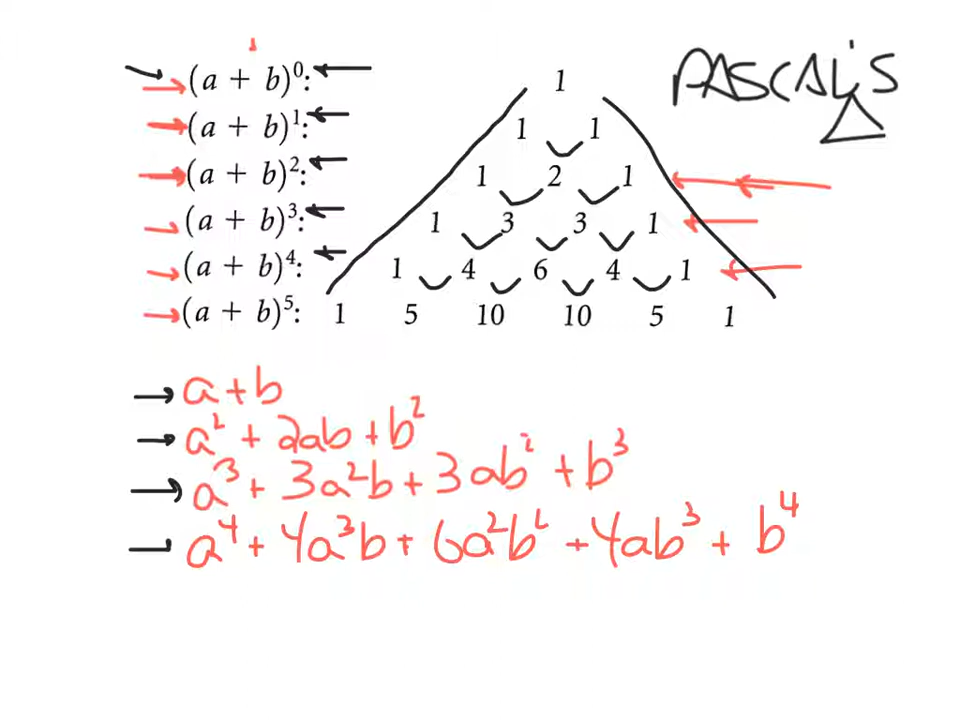 PASCAL'S
(a + b)⁰: 1
(a + b)¹: 1 1
(a + b)²: 1 2 1
(a + b)³: 1 3 3 1
(a + b)⁴: 1 4 6 4 1
(a + b)⁵: 1 5 10 10 5 1
a+b
a² + 2ab + b²
a³ + 3a²b + 3ab² + b³
a⁴ + 4a³b + 6a²b² + 4ab³ + b⁴